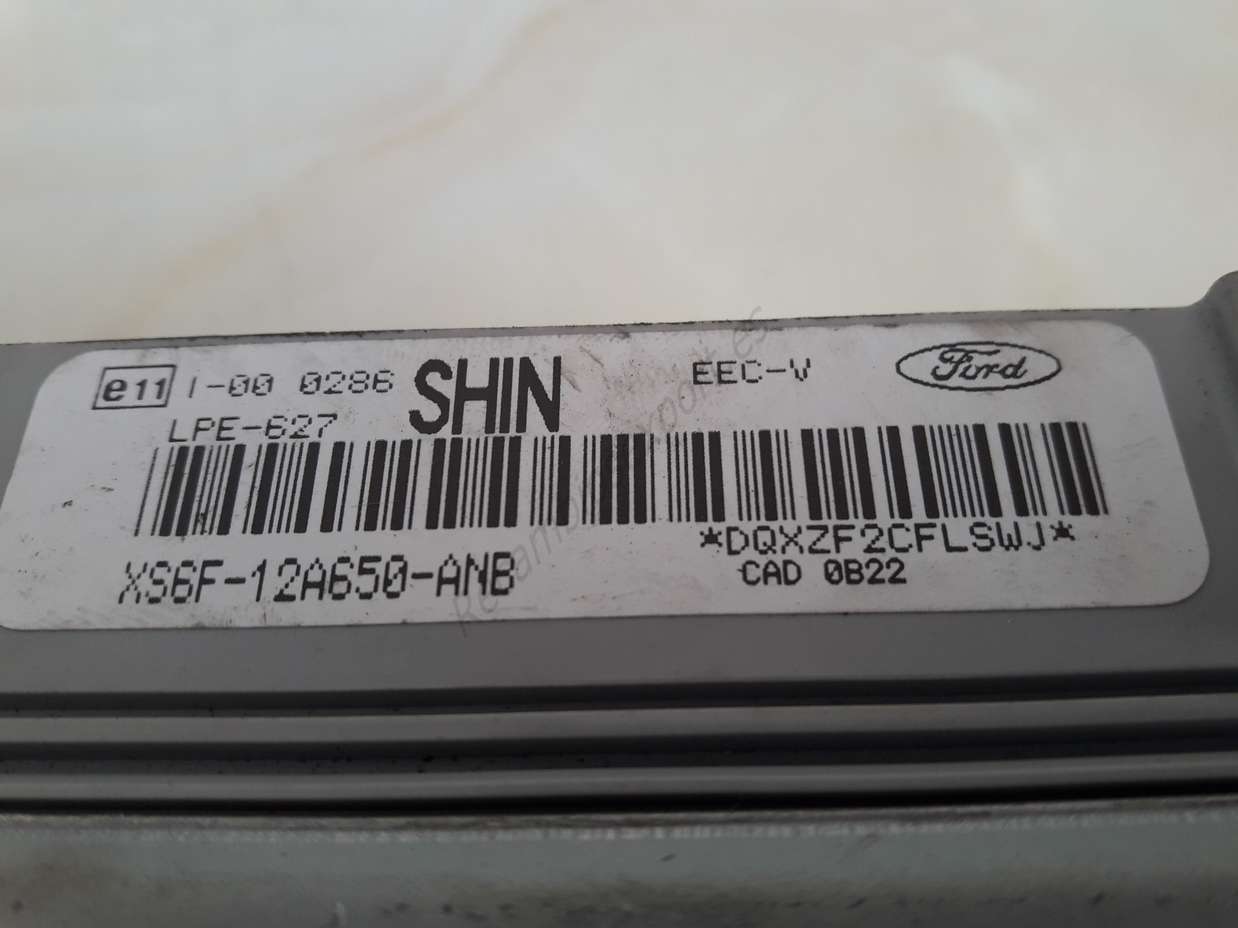 e11 I-00 0286 SHIN EEC-V Ford
LPE-627
*DQXZF2CFLSWJ*
XS6F-12A650-ANB
CAD 0B22